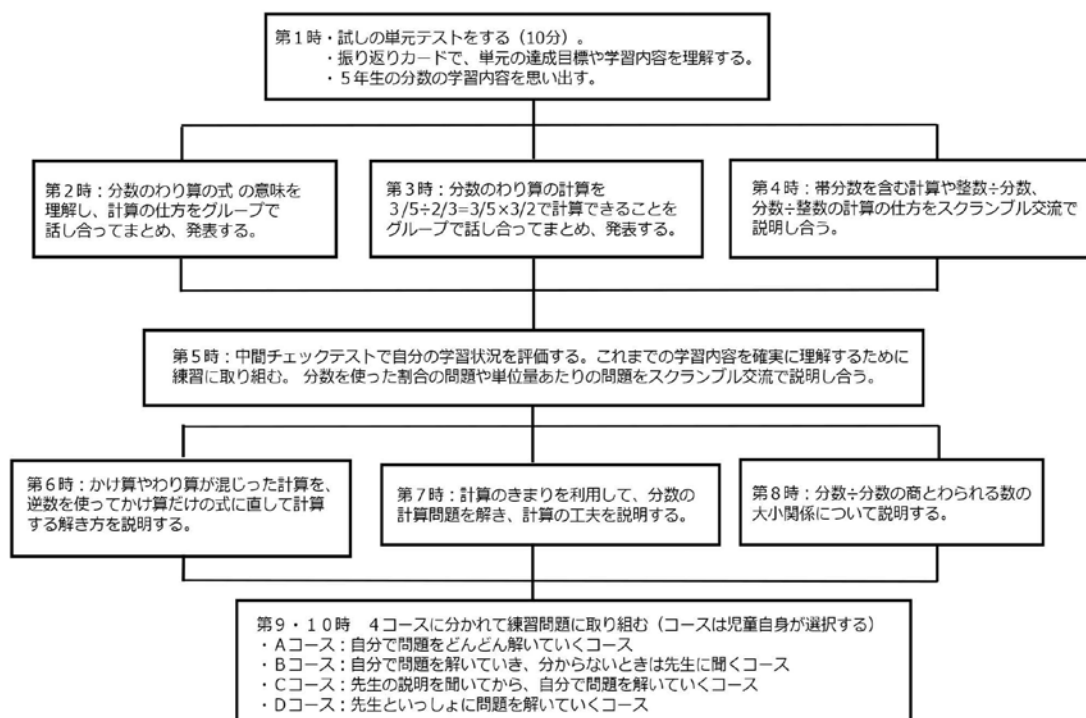 第1時・試しの単元テストをする（10分）。
・振り返りカードで、単元の達成目標や学習内容を理解する。
・５年生の分数の学習内容を思い出す。
第２時：分数のわり算の式 の意味を
理解し、計算の仕方をグループで
話し合ってまとめ、発表する。
第３時：分数のわり算の計算を
3/5÷2/3=3/5×3/2で計算できることを
グループで話し合ってまとめ、発表する。
第４時：帯分数を含む計算や整数÷分数、
分数÷整数の計算の仕方をスクランブル交流で
説明し合う。
第５時：中間チェックテストで自分の学習状況を評価する。これまでの学習内容を確実に理解するために
練習に取り組む。 分数を使った割合の問題や単位量あたりの問題をスクランブル交流で説明し合う。
第６時：かけ算やわり算が混じった計算を、
逆数を使ってかけ算だけの式に直して計算
する解き方を説明する。
第７時：計算のきまりを利用して、分数の
計算問題を解き、計算の工夫を説明する。
第８時：分数÷分数の商とわられる数の
大小関係について説明する。
第９・10時　４コースに分かれて練習問題に取り組む（コースは児童自身が選択する）
・Ａコース：自分で問題をどんどん解いていくコース
・Ｂコース：自分で問題を解いていき、分からないときは先生に聞くコース
・Ｃコース：先生の説明を聞いてから、自分で問題を解いていくコース
・Ｄコース：先生といっしょに問題を解いていくコース